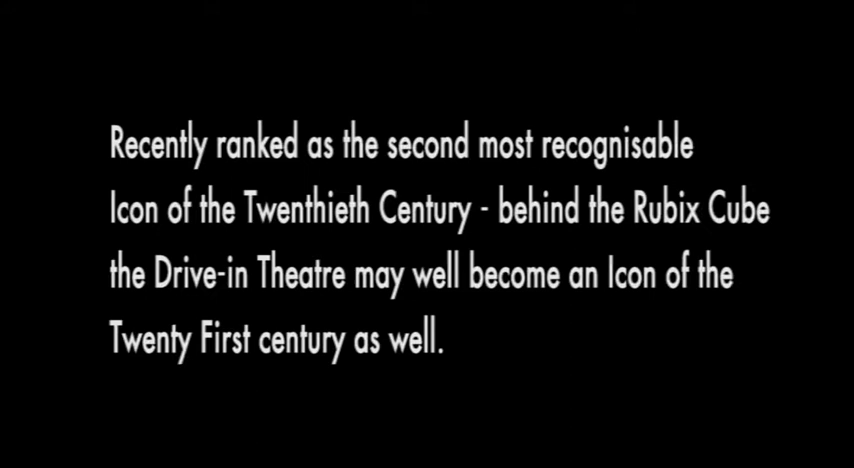 Recently ranked as the second most recognisable
Icon of the Twenthieth Century - behind the Rubix Cube
the Drive-in Theatre may well become an Icon of the
Twenty First century as well.